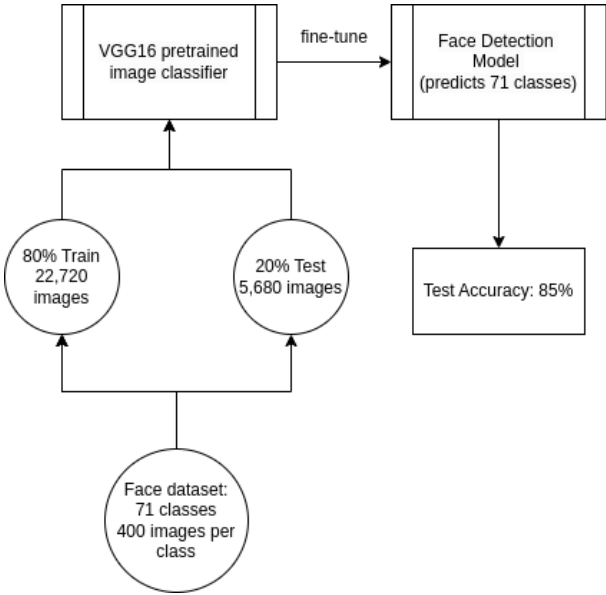 VGG16 pretrained
image classifier
fine-tune
Face Detection
Model
(predicts 71 classes)
80% Train
22,720
images
20% Test
5,680 images
Test Accuracy: 85%
Face dataset:
71 classes
400 images per
class